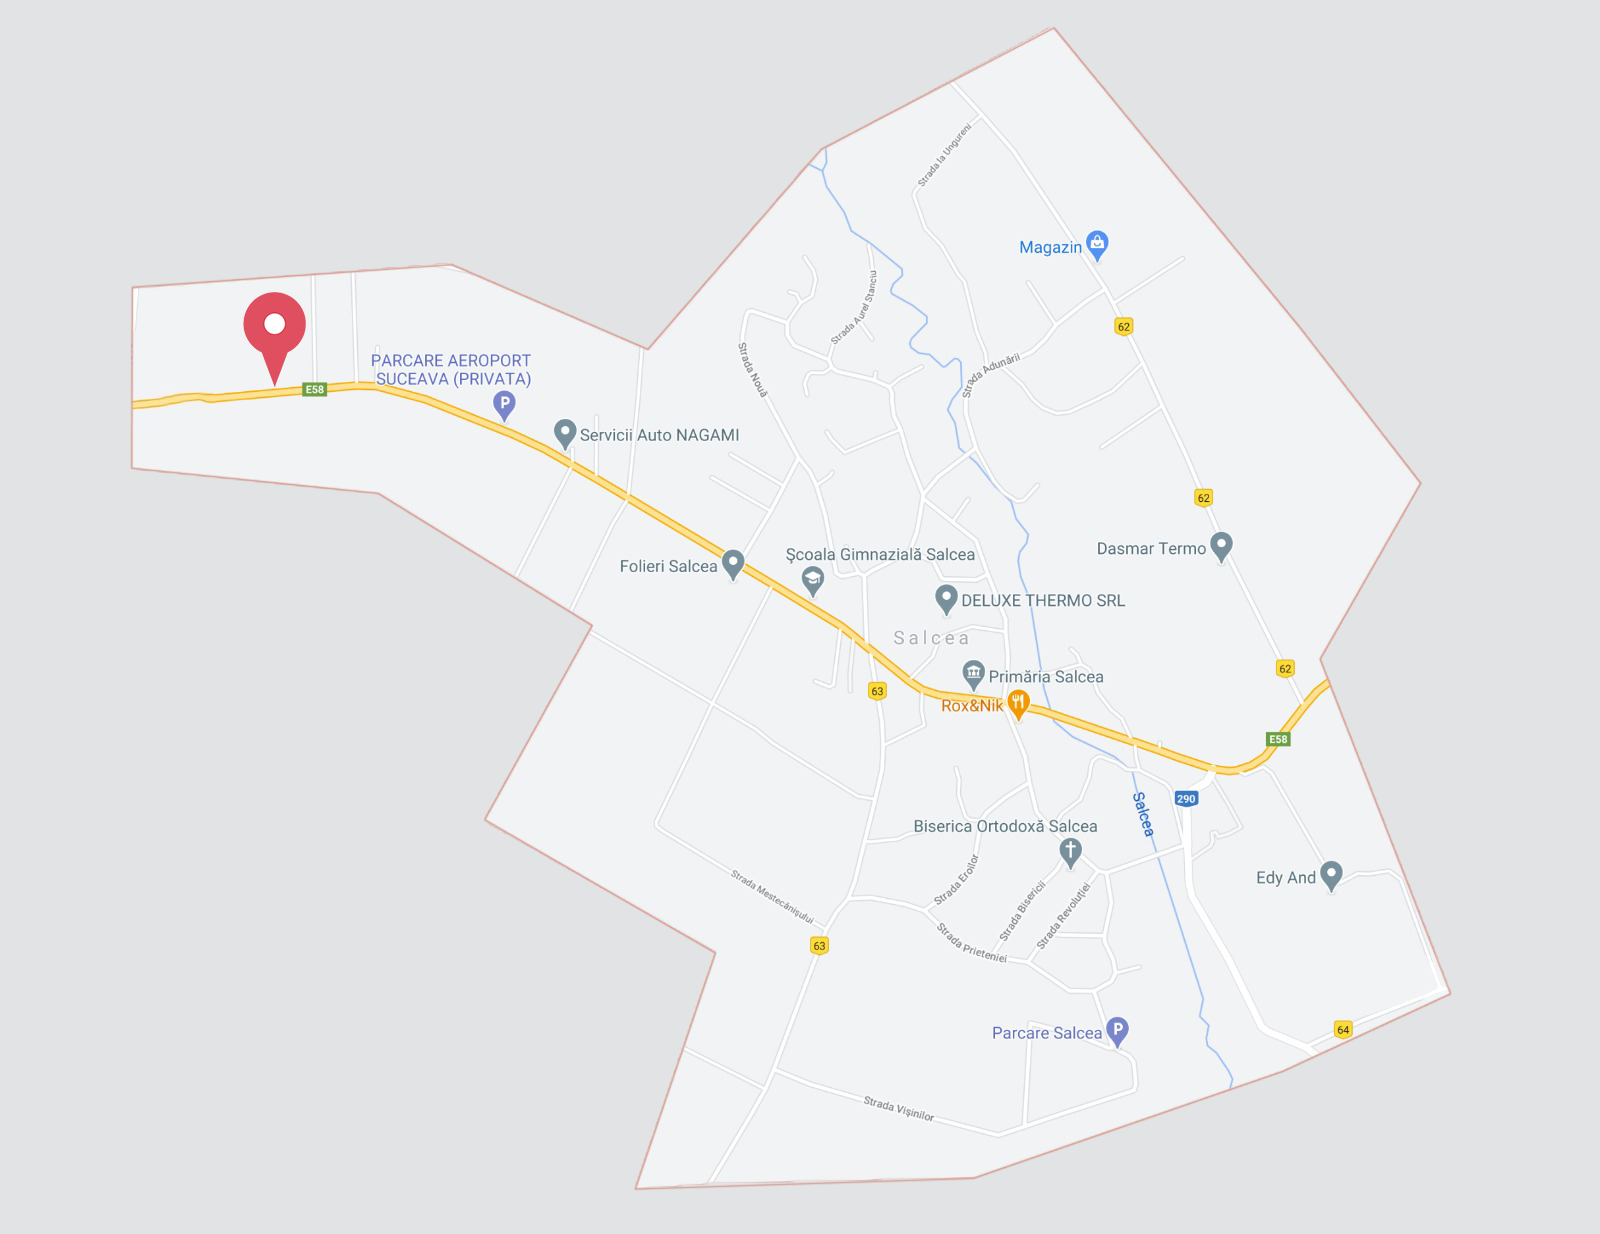 Strada la Ungureni
Magazin
Strada Aurel Stanciu
62
Strada Nouă
Strada Adunării
PARCARE AEROPORT
SUCEAVA (PRIVATA)
E58
P
Servicii Auto NAGAMI
62
Dasmar Termo
Şcoala Gimnazială Salcea
Folieri Salcea
DELUXE THERMO SRL
Salcea
62
Primăria Salcea
63
Rox&Nik
E58
290
Salcea
Biserica Ortodoxă Salcea
Edy And
Strada Mestecănișului
Strada Eroilor
Strada Bisericii
Strada Revoluției
Strada Prieteniei
63
Parcare Salcea
P
64
Strada Vișinilor